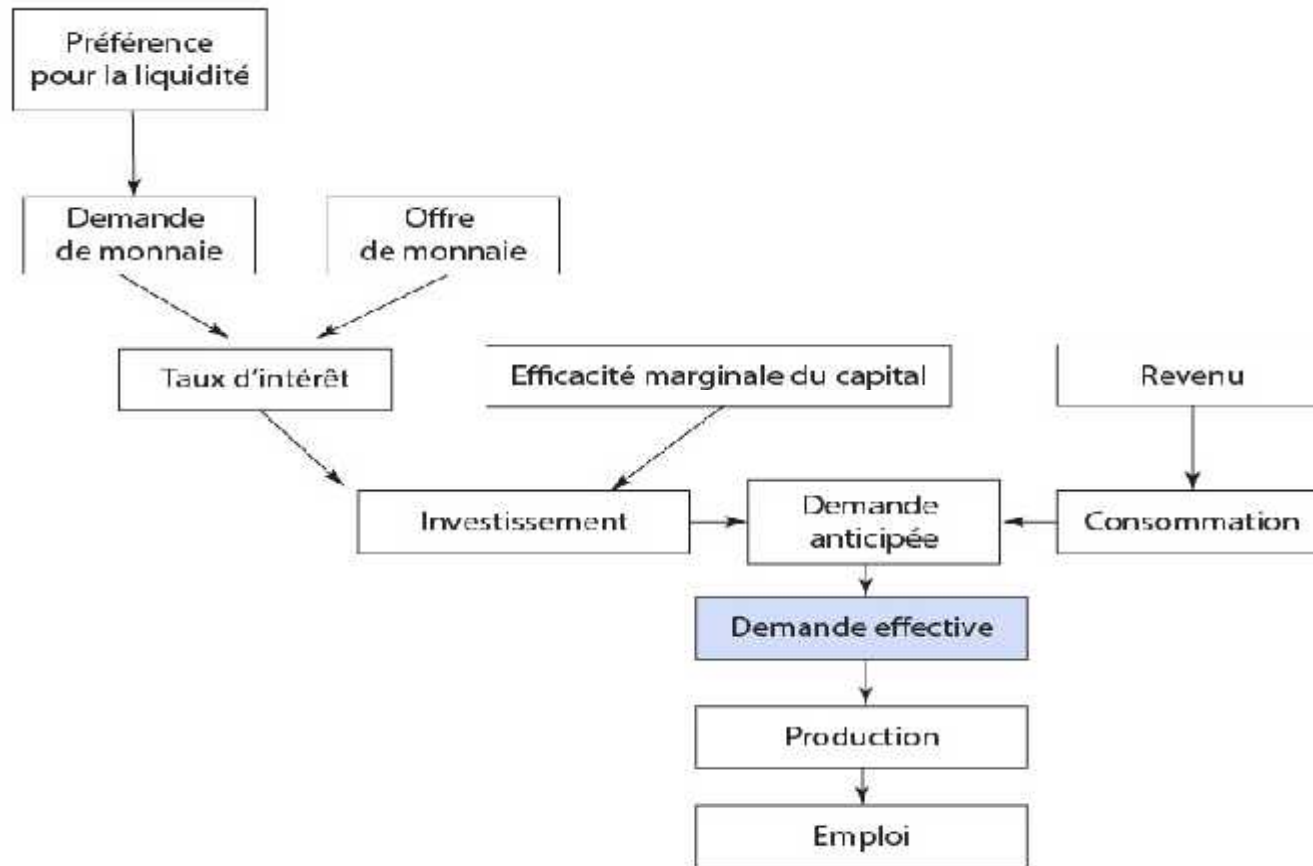 Préférence
pour la liquidité
Demande
de monnaie
Offre
de monnaie
Taux d'intérêt
Efficacité marginale du capital
Revenu
Investissement
Demande
anticipée
Consommation
Demande effective
Production
Emploi